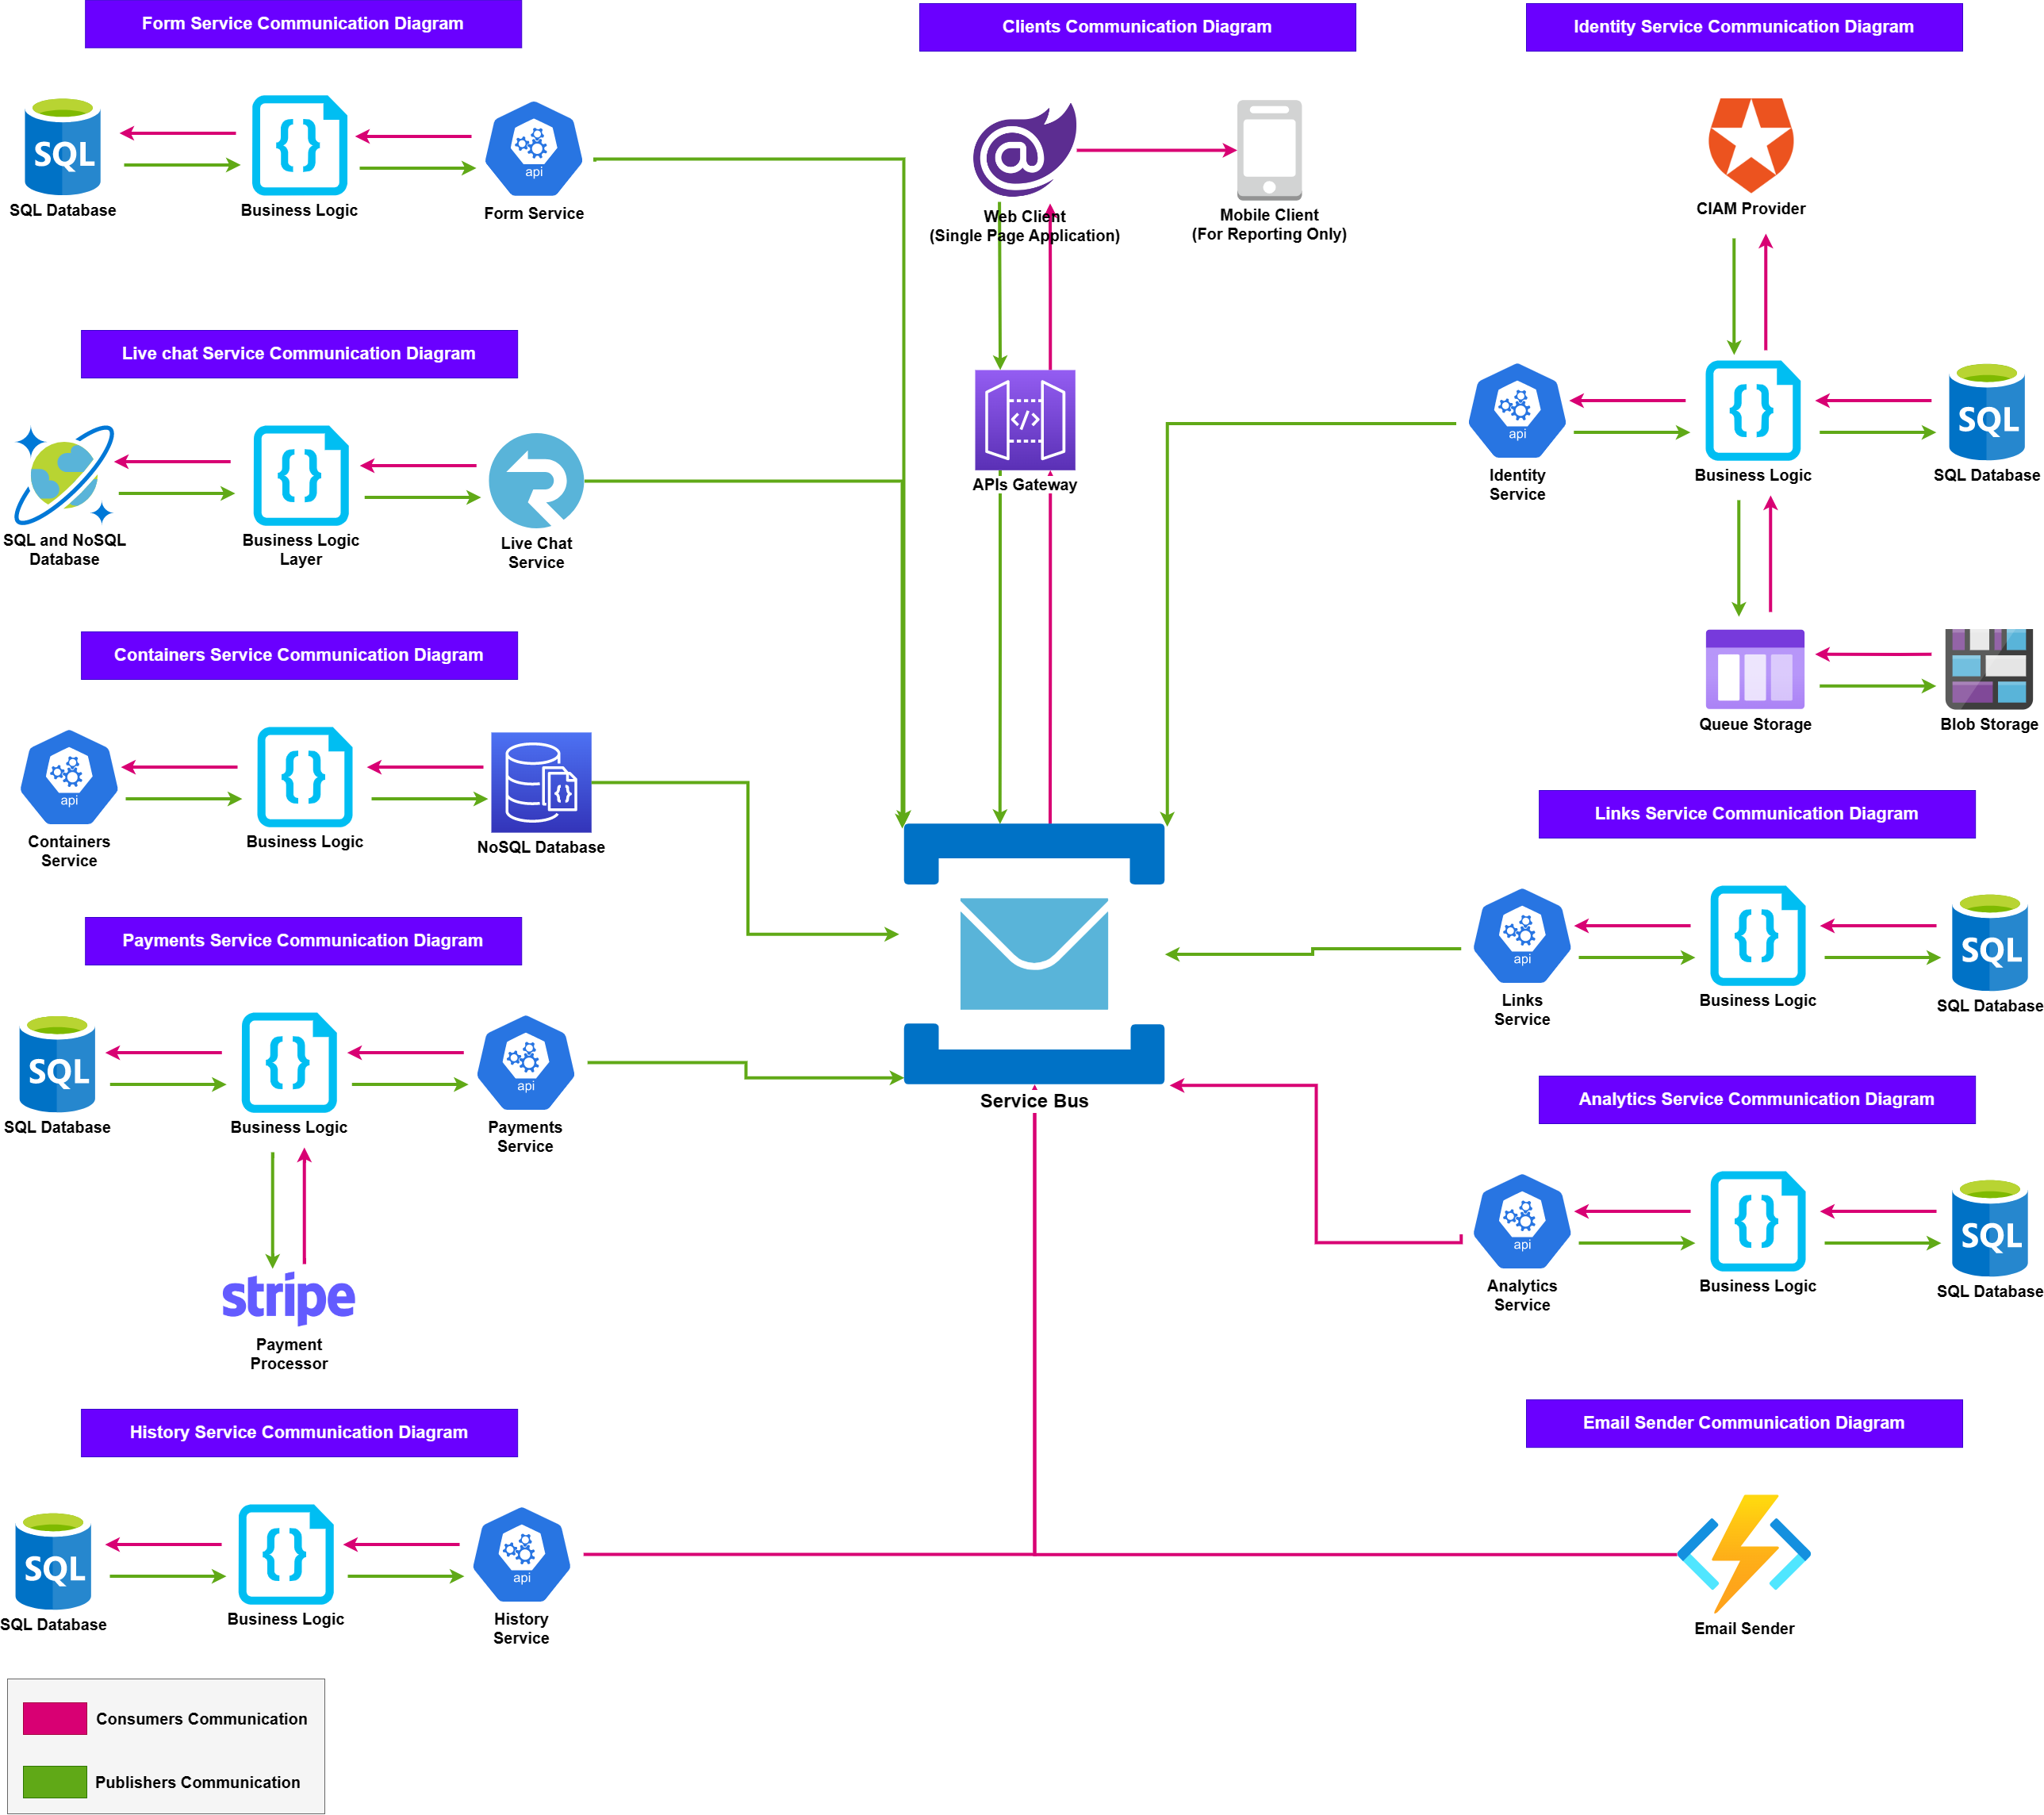 Form Service Communication Diagram
Clients Communication Diagram
Identity Service Communication Diagram
SQL
SQL Database
Business Logic
api
Form Service
Web Client
(Single Page Application)
Mobile Client
(For Reporting Only)
CIAM Provider
Live chat Service Communication Diagram
SQL and NoSQL
Database
Business Logic
Layer
Live Chat
Service
APIs Gateway
api
Identity
Service
Business Logic
SQL
SQL Database
Containers Service Communication Diagram
api
Containers
Service
Business Logic
NoSQL Database
Queue Storage
Blob Storage
Links Service Communication Diagram
api
Links
Service
Business Logic
SQL
SQL Database
Payments Service Communication Diagram
SQL
SQL Database
Business Logic
api
Payments
Service
stripe
Payment
Processor
Service Bus
Analytics Service Communication Diagram
api
Analytics
Service
Business Logic
SQL
SQL Database
History Service Communication Diagram
SQL
SQL Database
Business Logic
api
History
Service
Email Sender Communication Diagram
Email Sender
Consumers Communication
Publishers Communication